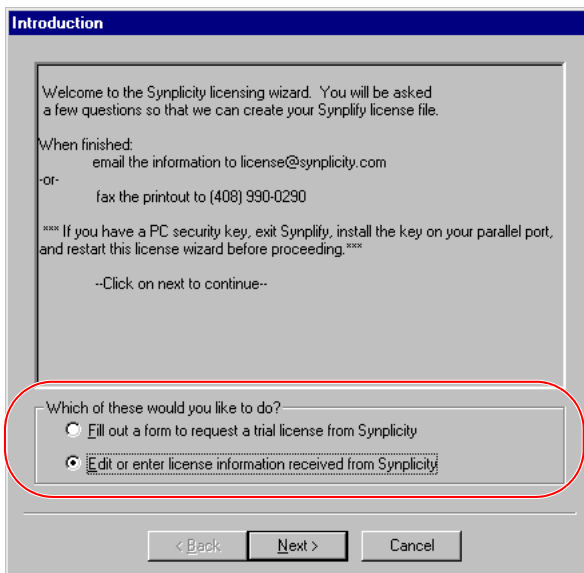 Introduction
Welcome to the Synplicity licensing wizard. You will be asked
a few questions so that we can create your Synplify license file.
When finished:
email the information to license@synplicity.com
-or-
fax the printout to (408) 990-0290
*** If you have a PC security key, exit Synplify, install the key on your parallel port,
and restart this license wizard before proceeding.***
--Click on next to continue--
Which of these would you like to do?
Fill out a form to request a trial license from Synplicity
Edit or enter license information received from Synplicity
< Back Next > Cancel